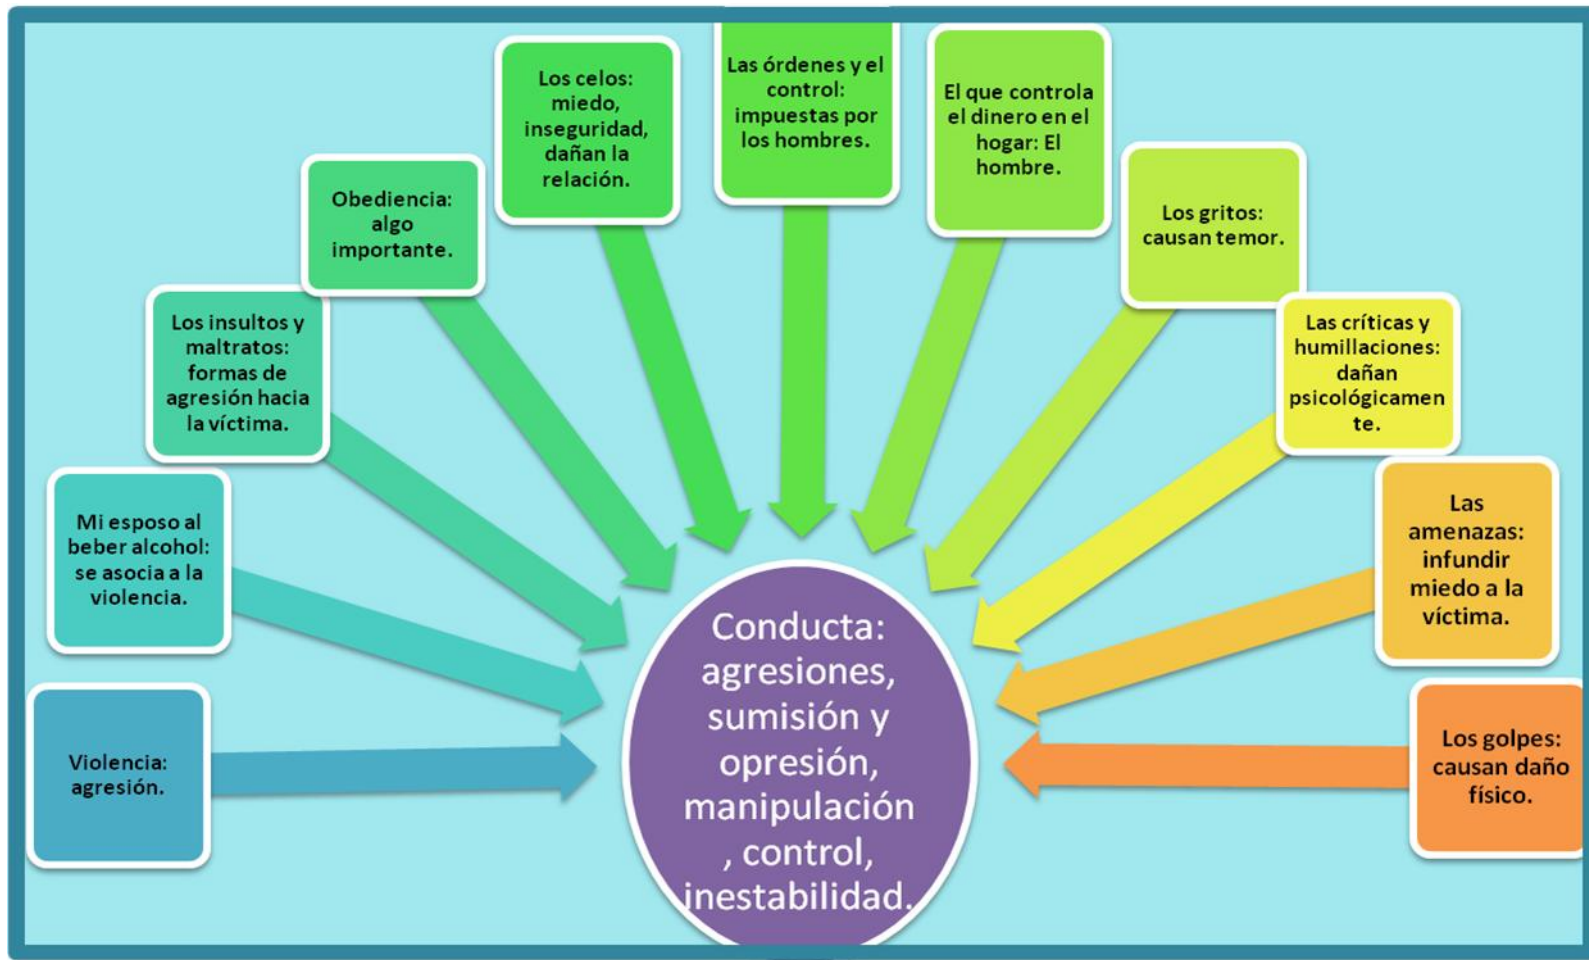 Violencia:
agresión.
Mi esposo al
beber alcohol:
se asocia a la
violencia.
Los insultos y
maltratos:
formas de
agresión hacia
la víctima.
Obediencia:
algo
importante.
Los celos:
miedo,
inseguridad,
dañan la
relación.
Las órdenes y el
control:
impuestas por
los hombres.
El que controla
el dinero en el
hogar: El
hombre.
Los gritos:
causan temor.
Las críticas y
humillaciones:
dañan
psicológicamen
te.
Las
amenazas:
infundir
miedo a la
víctima.
Los golpes:
causan daño
físico.
Conducta:
agresiones,
sumisión y
opresión,
manipulación
, control,
inestabilidad.